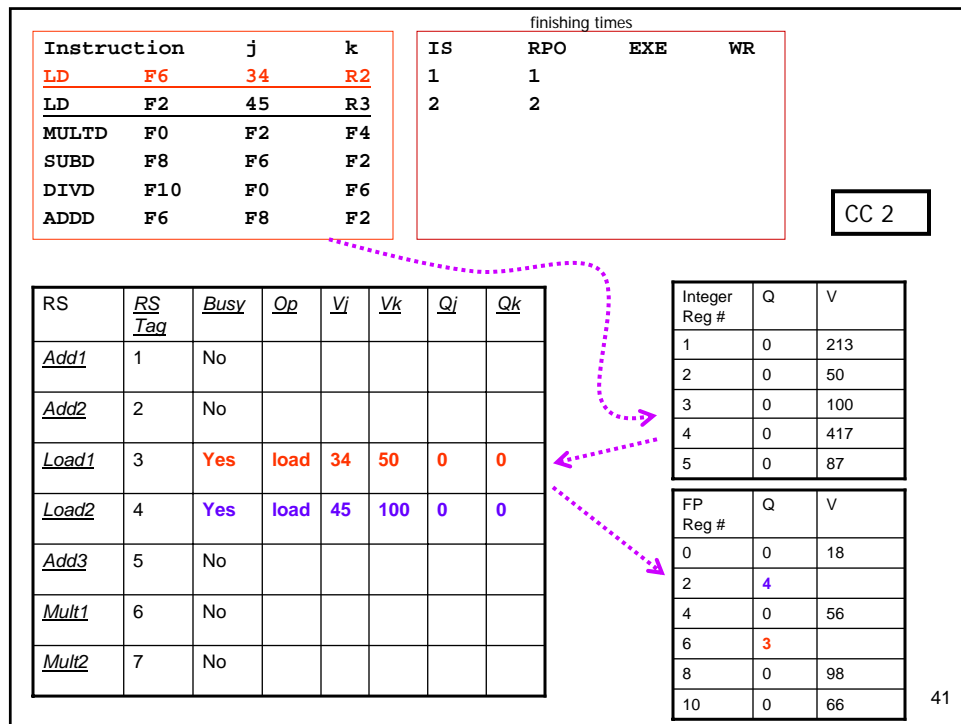 finishing times
Instruction j k
LD F6 34 R2
LD F2 45 R3
MULTD F0 F2 F4
SUBD F8 F6 F2
DIVD F10 F0 F6
ADDD F6 F8 F2
IS RPO EXE WR
1 1
2 2
CC 2
RS RS Tag Busy Op Vj Vk Qj Qk
Add1 1 No
Add2 2 No
Load1 3 Yes load 34 50 0 0
Load2 4 Yes load 45 100 0 0
Add3 5 No
Mult1 6 No
Mult2 7 No
Integer Reg # Q V
1 0 213
2 0 50
3 0 100
4 0 417
5 0 87
FP Reg # Q V
0 0 18
2 4
4 0 56
6 3
8 0 98
10 0 66
41